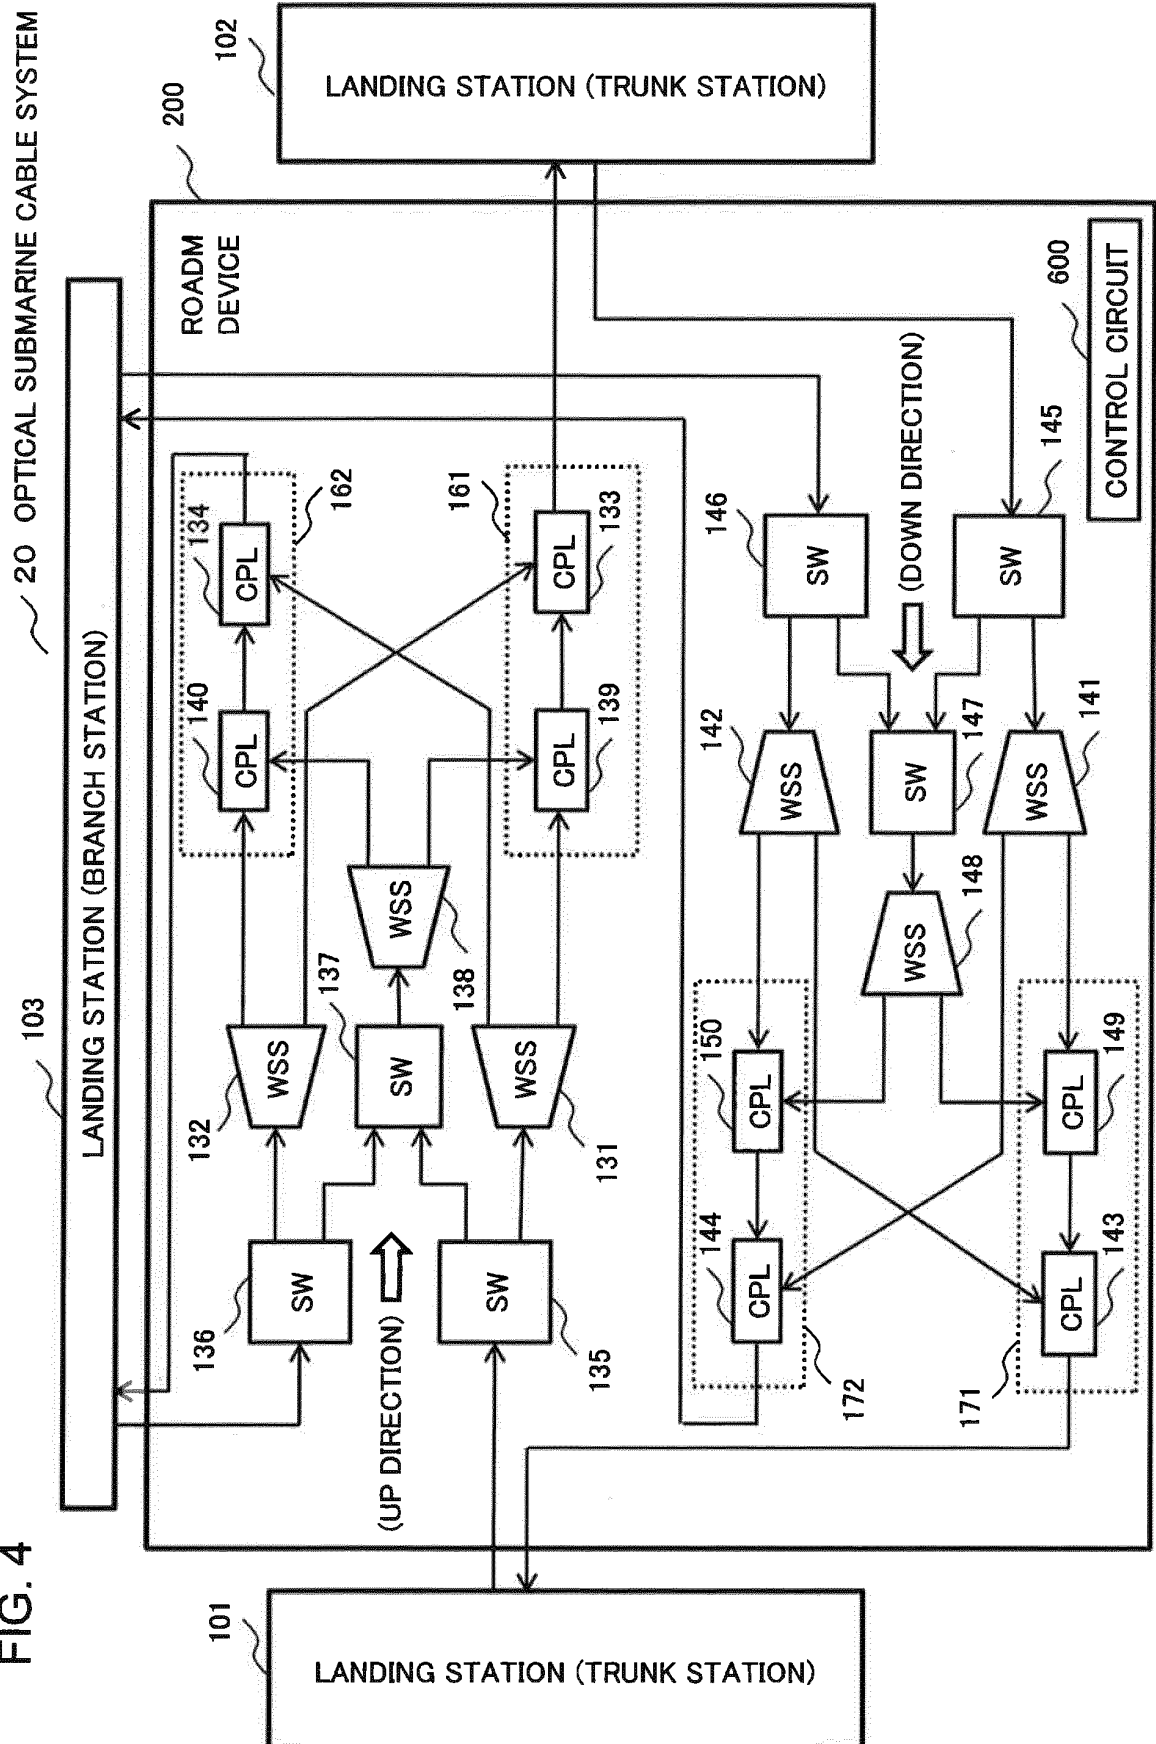 FIG. 4
20 OPTICAL SUBMARINE CABLE SYSTEM
103
LANDING STATION (BRANCH STATION)
101
LANDING STATION (TRUNK STATION)
102
LANDING STATION (TRUNK STATION)
200
ROADM
DEVICE
136
SW
132
WSS
140
CPL
134
CPL
162
137
SW
138
WSS
(UP DIRECTION)
135
SW
131
WSS
139
CPL
133
CPL
161
144
CPL
150
CPL
172
142
WSS
146
SW
148
WSS
147
SW
(DOWN DIRECTION)
171
143
CPL
149
CPL
141
WSS
145
SW
600
CONTROL CIRCUIT